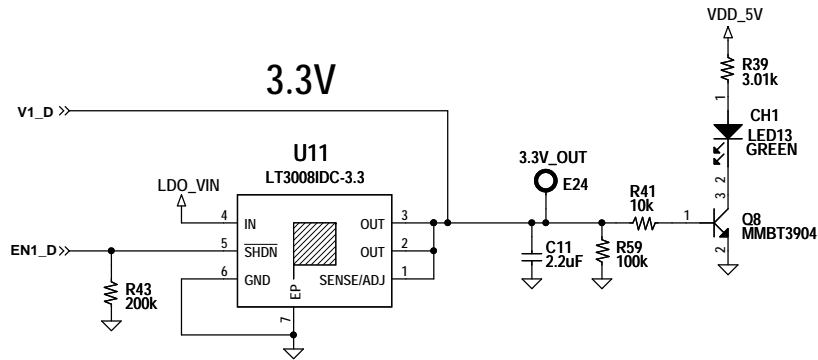 VDD_5V
R39
3.01k
1
CH1
LED13
GREEN
2
3.3V
V1_D
U11
LT3008IDC-3.3
LDO_VIN
4 IN OUT 3
EN1_D
5 SHDN OUT 2
6 GND SENSE/ADJ 1
EP
7
R43
200k
3.3V_OUT
E24
C11
2.2uF
R59
100k
R41
10k
1
3
Q8
MMBT3904
2